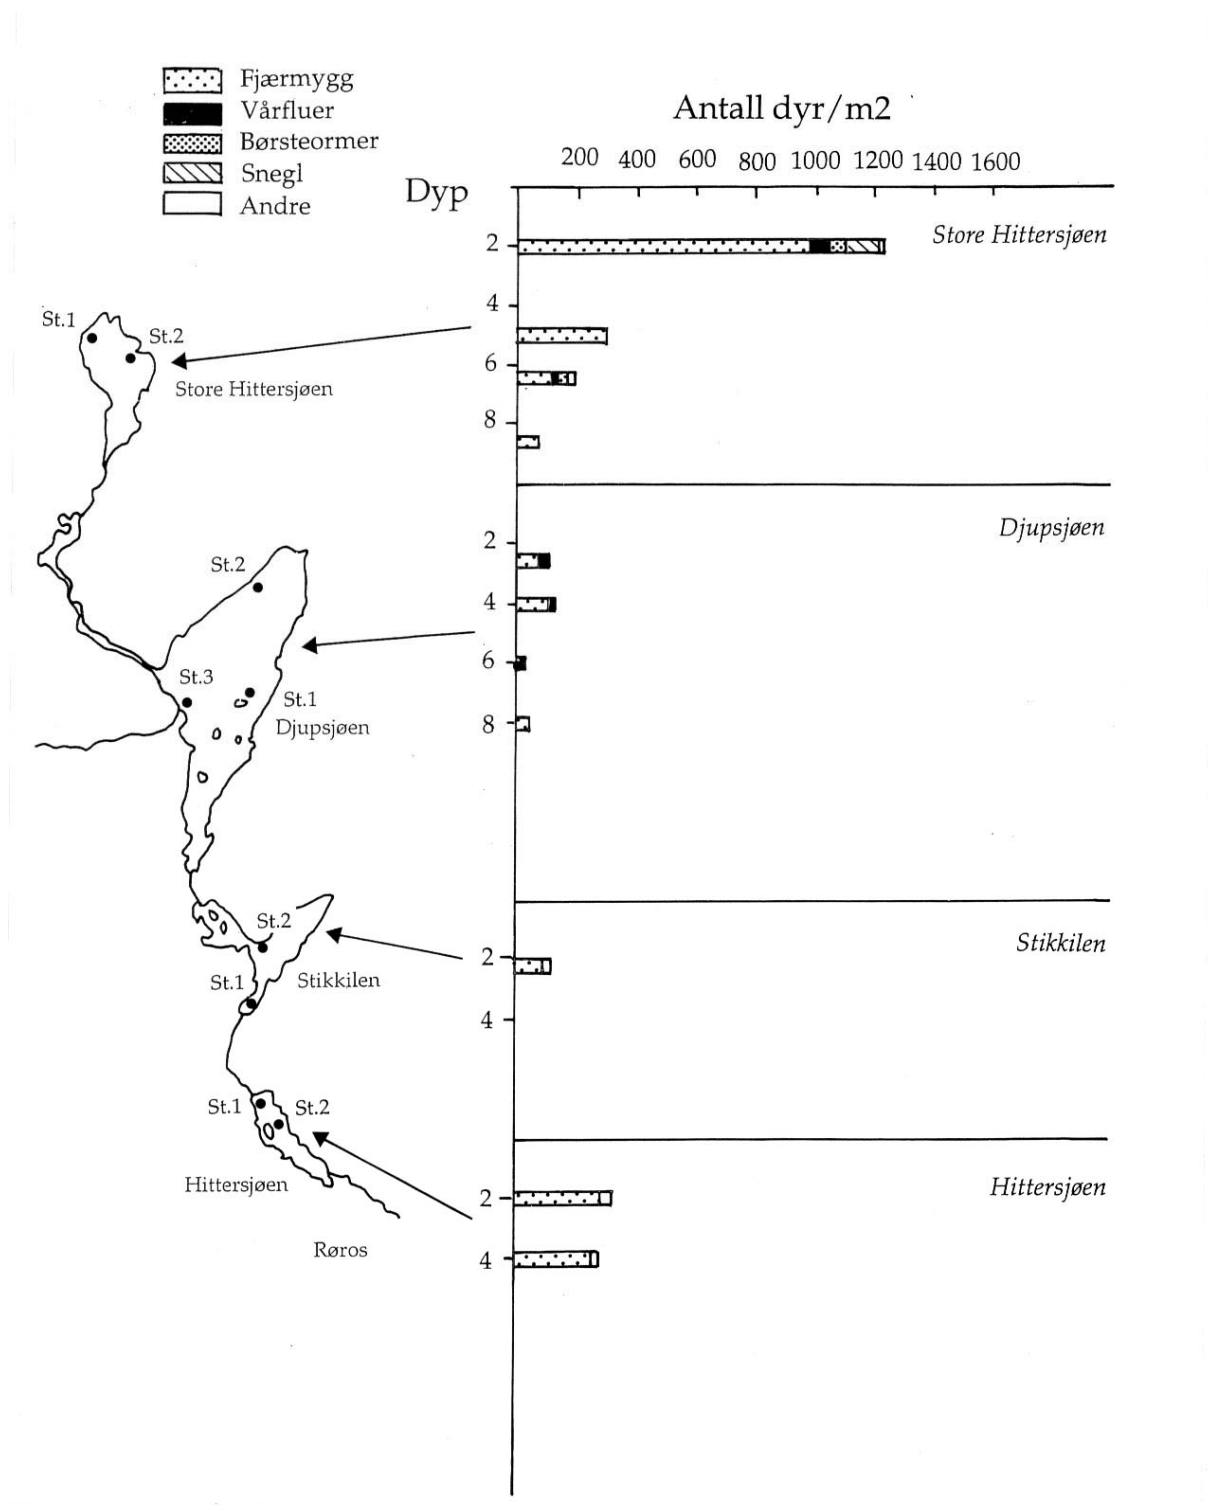 Fjærmygg
Vårfluer
Børsteormer
Snegl
Andre
Antall dyr/m2
200 400 600 800 1000 1200 1400 1600
Dyp
2
Store Hittersjøen
4
6
8
St.1
St.2
Store Hittersjøen
2
Djupsjøen
4
6
8
St.2
St.3
St.1
Djupsjøen
2
Stikkilen
4
St.2
St.1
Stikkilen
St.1
St.2
Hittersjøen
Røros
2
Hittersjøen
4